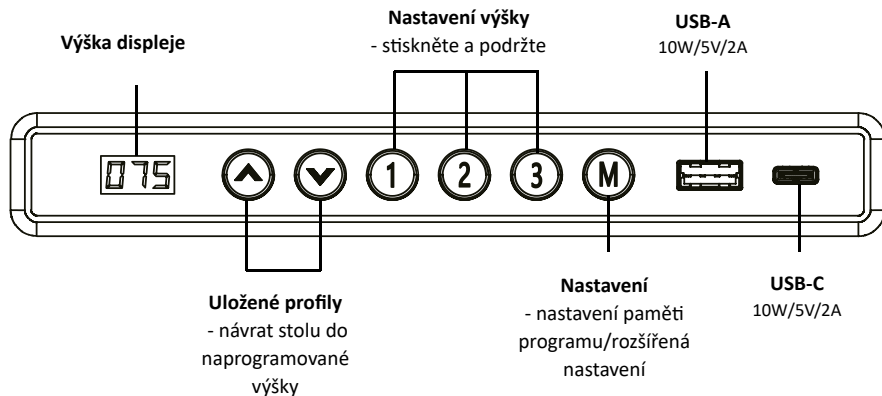 Výška displeje
Nastavení výšky
- stiskněte a podržte
USB-A
10W/5V/2A
075
1
2
3
M
Uložené profily
- návrat stolu do
naprogramované
výšky
Nastavení
- nastavení paměti
programu/rozšířená
nastavení
USB-C
10W/5V/2A